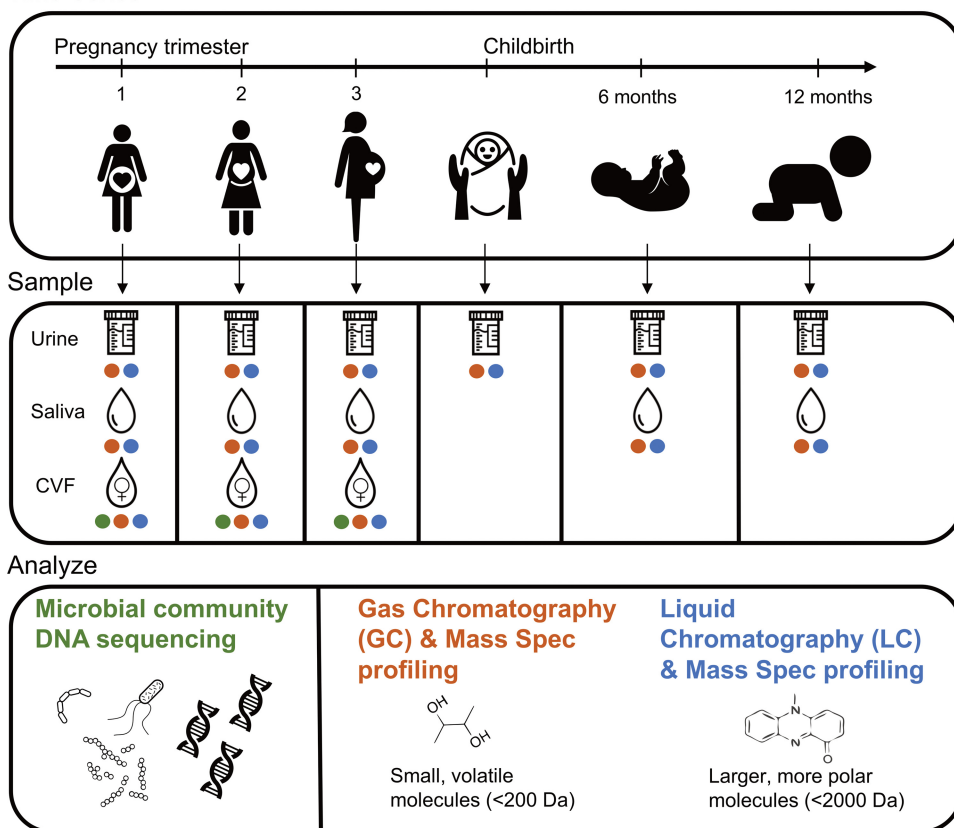 Pregnancy trimester
Childbirth
1
2
3
6 months
12 months
Sample
Urine
Saliva
CVF
Analyze
Microbial community
DNA sequencing
Gas Chromatography
(GC) & Mass Spec
profiling
OH
OH
Small, volatile
molecules (<200 Da)
Liquid
Chromatography (LC)
& Mass Spec profiling
N
N
O
Larger, more polar
molecules (<2000 Da)